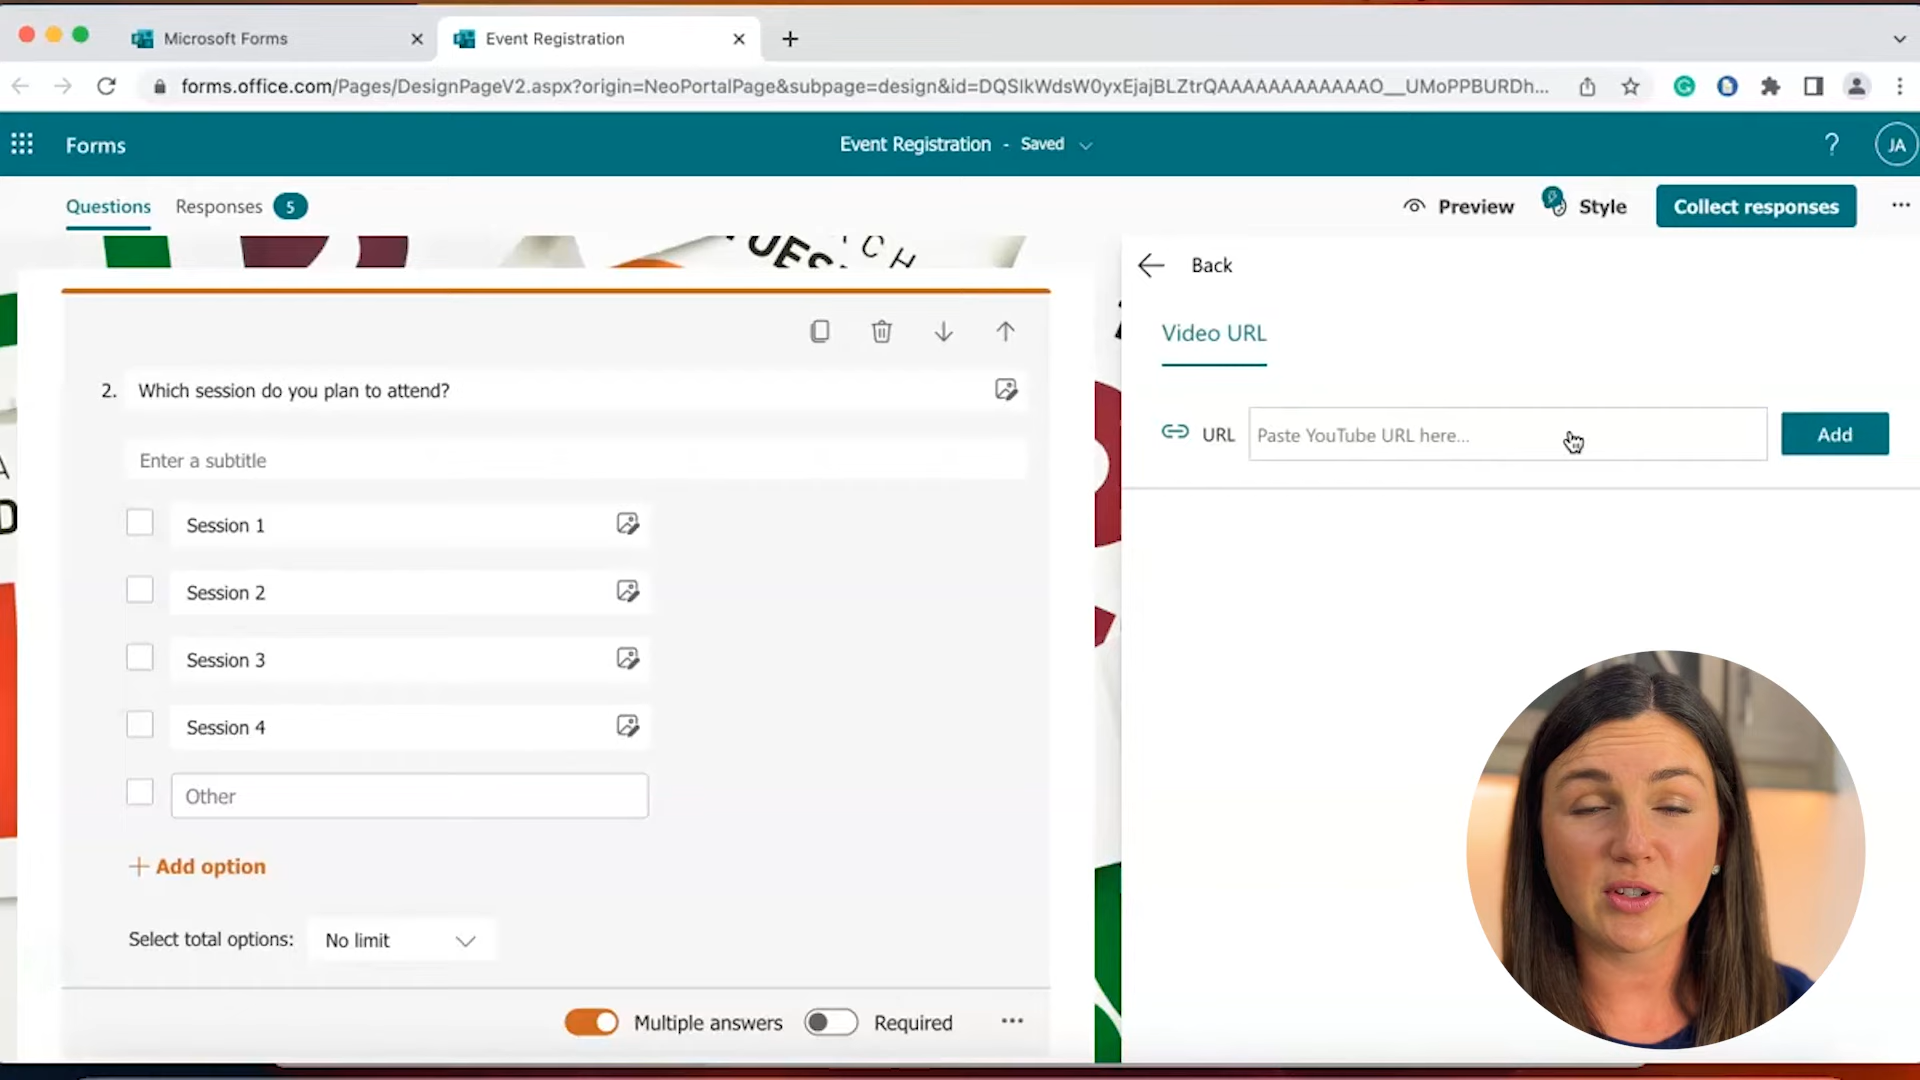 Microsoft Forms
Event Registration
forms.office.com/Pages/DesignPageV2.aspx?origin=NeoPortalPage&subpage=design&id=DQSIkWdsW0yxEjajBLZtrQAAAAAAAAAAAAO__UMoPPBURDh...
Forms
Event Registration - Saved
?
JA
Questions
Responses 5
Preview
Style
Collect responses
CH
Back
Video URL
2. Which session do you plan to attend?
URL
Paste YouTube URL here...
Add
Enter a subtitle
Session 1
Session 2
Session 3
Session 4
Other
+ Add option
Select total options: No limit
Multiple answers
Required